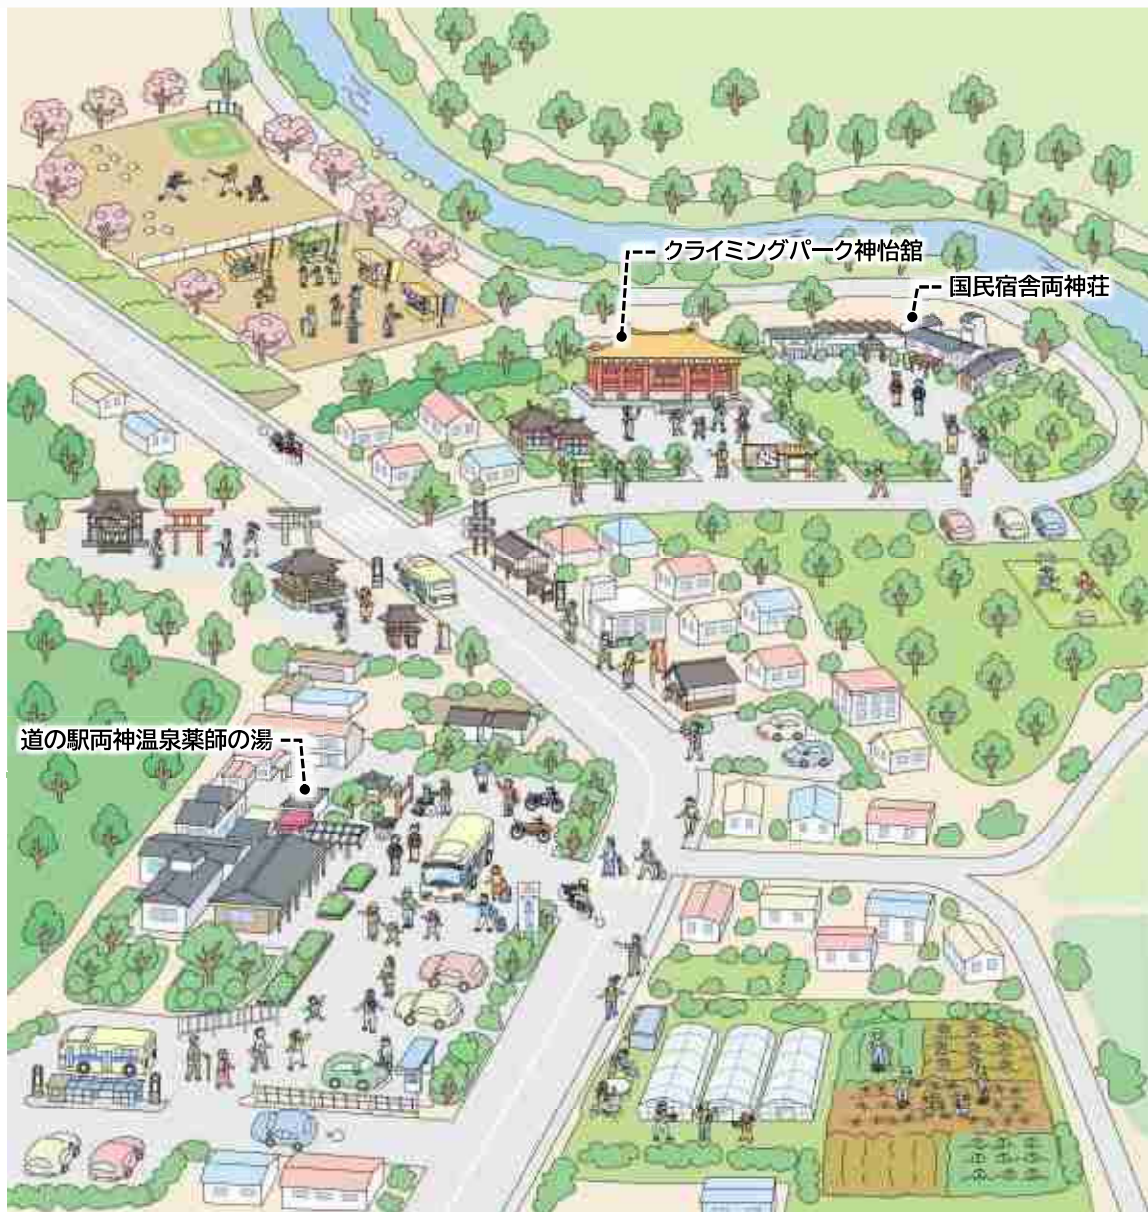 クライミングパーク神怡舘
国民宿舎両神荘
道の駅両神温泉薬師の湯